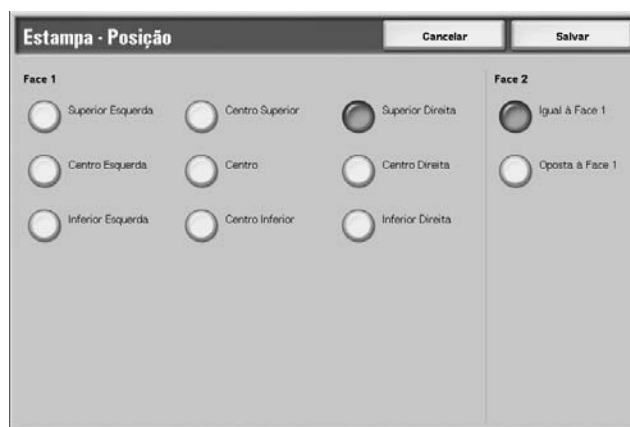 Estampa - Posição
Cancelar
Salvar
Face 1
Face 2
Superior Esquerda
Centro Superior
Superior Direita
Igual à Face 1
Centro Esquerda
Centro
Centro Direita
Oposta à Face 1
Inferior Esquerda
Centro Inferior
Inferior Direita